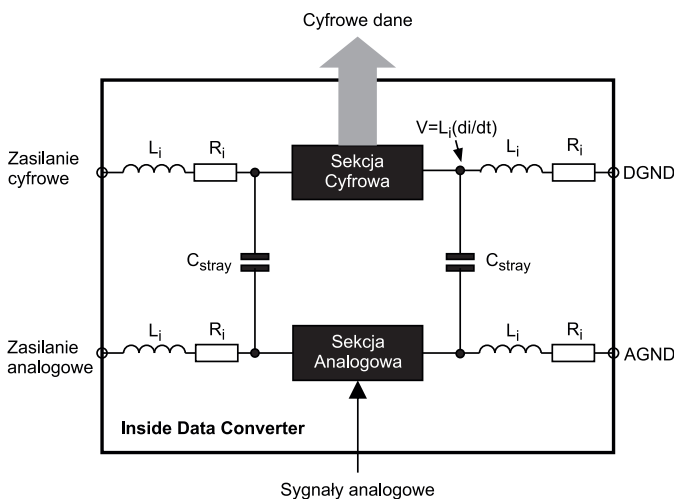 Cyfrowe dane
V=Li(di/dt)
Zasilanie
cyfrowe
Li
Ri
Sekcja
Cyfrowa
Li
Ri
DGND
Cstray
Cstray
Zasilanie
analogowe
Li
Ri
Sekcja
Analogowa
Li
Ri
AGND
Inside Data Converter
Sygnały analogowe